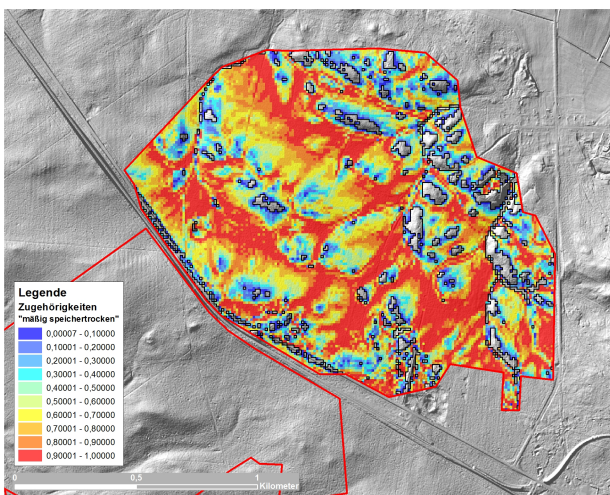 Legende
Zugehörigkeiten
"mäßig speichetrocken"
0,00007 - 0,10000
0,10001 - 0,20000
0,20001 - 0,30000
0,30001 - 0,40000
0,40001 - 0,50000
0,50001 - 0,60000
0,60001 - 0,70000
0,70001 - 0,80000
0,80001 - 0,90000
0,90001 - 1,00000
0 0,5 1
Kilometer